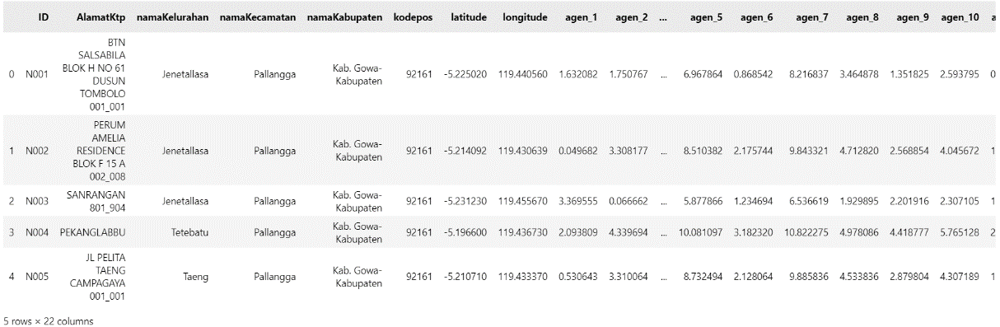 ID AlamatKtp namaKelurahan namaKecamatan namaKabupaten kodepos latitude longitude agen_1 agen_2 ... agen_5 agen_6 agen_7 agen_8 agen_9 agen_10 a
BTN
SALSABILA
BLOK H NO 61
0 N001 DUSUN Jenetallasa Pallangga Kab. Gowa- 92161 -5.225020 119.440560 1.632082 1.750767 ... 6.967864 0.868542 8.216837 3.464878 1.351825 2.593795 0
Kabupaten
TOMBOLO
001_001
PERUM
AMELIA
1 N002 RESIDENCE Jenetallasa Pallangga Kab. Gowa- 92161 -5.214092 119.430639 0.049682 3.308177 ... 8.510382 2.175744 9.843321 4.712820 2.568854 4.045672 1
Kabupaten
BLOK F 15 A
002_008
2 N003 SANRANGAN Jenetallasa Pallangga Kab. Gowa- 92161 -5.231230 119.455670 3.369555 0.066662 ... 5.877866 1.234694 6.536619 1.929895 2.201916 2.307105 1
801_904 Kabupaten
3 N004 PEKANGLABBU Tetebatu Pallangga Kab. Gowa- 92161 -5.196600 119.436730 2.093809 4.339694 ... 10.081097 3.182320 10.822275 4.978086 4.418777 5.765128 2
Kabupaten
JL PELITA
TAENG
4 N005 CAMPAGAYA Taeng Pallangga Kab. Gowa- 92161 -5.210710 119.433370 0.530643 3.310064 ... 8.732494 2.128064 9.885836 4.533836 2.879804 4.307189 1
Kabupaten
001_001
5 rows × 22 columns